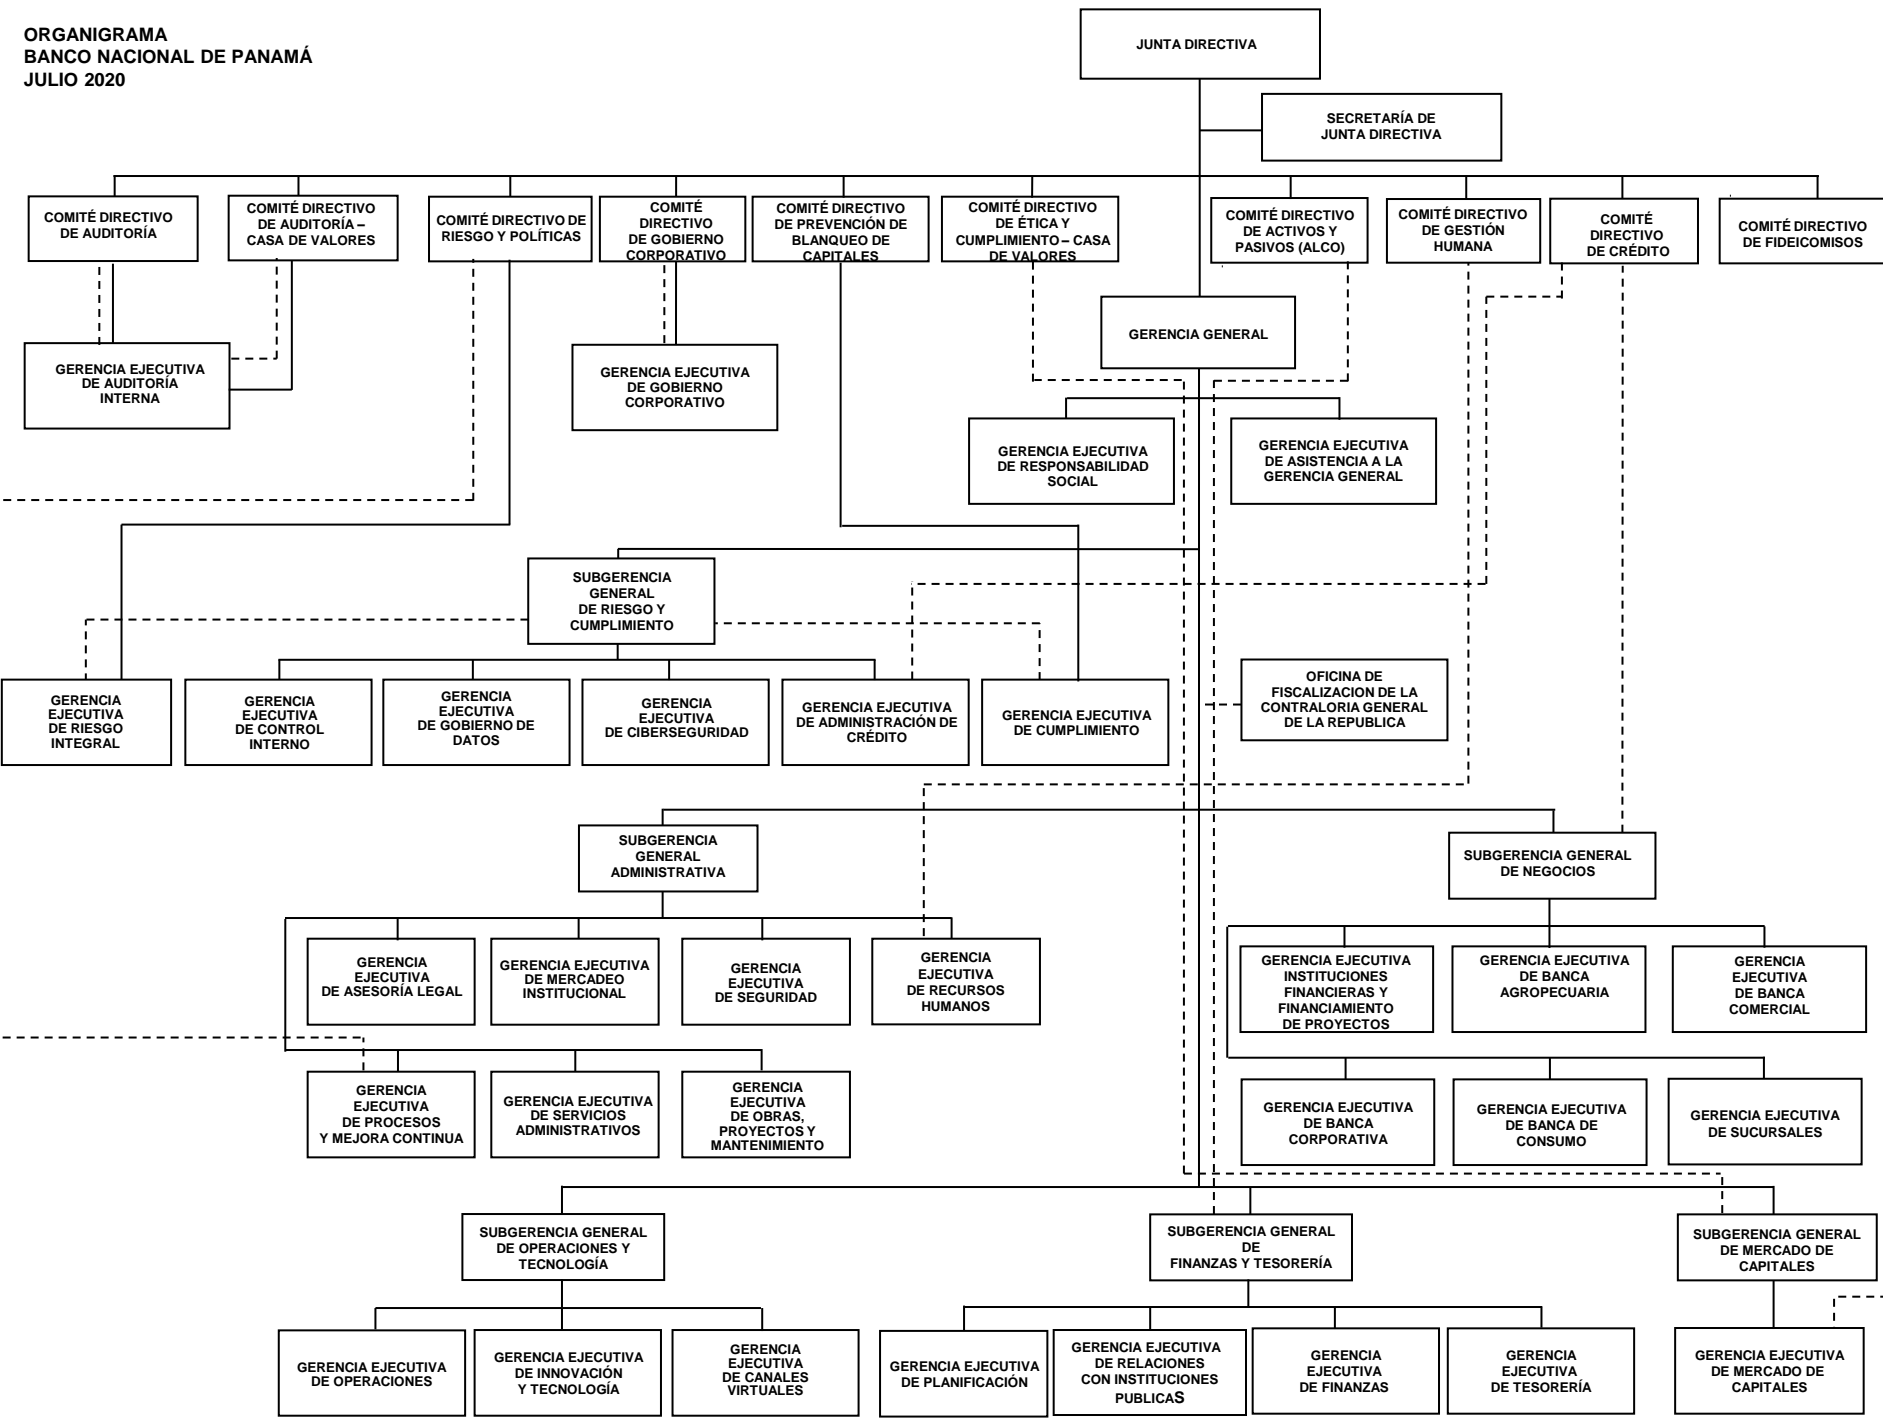 ORGANIGRAMA
BANCO NACIONAL DE PANAMÁ
JULIO 2020
JUNTA DIRECTIVA
SECRETARÍA DE
JUNTA DIRECTIVA
COMITÉ DIRECTIVO
DE AUDITORÍA
COMITÉ DIRECTIVO
DE AUDITORÍA –
CASA DE VALORES
COMITÉ DIRECTIVO DE
RIESGO Y POLÍTICAS
COMITÉ
DIRECTIVO
DE GOBIERNO
CORPORATIVO
COMITÉ DIRECTIVO
DE PREVENCIÓN DE
BLANQUEO DE
CAPITALES
COMITÉ DIRECTIVO
DE ÉTICA Y
CUMPLIMIENTO – CASA
DE VALORES
COMITÉ DIRECTIVO
DE ACTIVOS Y
PASIVOS (ALCO)
COMITÉ DIRECTIVO
DE GESTIÓN
HUMANA
COMITÉ
DIRECTIVO
DE CRÉDITO
COMITÉ DIRECTIVO
DE FIDEICOMISOS
GERENCIA GENERAL
GERENCIA EJECUTIVA
DE AUDITORÍA
INTERNA
GERENCIA EJECUTIVA
DE GOBIERNO
CORPORATIVO
GERENCIA EJECUTIVA
DE RESPONSABILIDAD
SOCIAL
GERENCIA EJECUTIVA
DE ASISTENCIA A LA
GERENCIA GENERAL
SUBGERENCIA
GENERAL
DE RIESGO Y
CUMPLIMIENTO
GERENCIA
EJECUTIVA
DE RIESGO
INTEGRAL
GERENCIA
EJECUTIVA
DE CONTROL
INTERNO
GERENCIA
EJECUTIVA
DE GOBIERNO DE
DATOS
GERENCIA
EJECUTIVA
DE CIBERSEGURIDAD
GERENCIA EJECUTIVA
DE ADMINISTRACIÓN DE
CRÉDITO
GERENCIA EJECUTIVA
DE CUMPLIMIENTO
OFICINA DE
FISCALIZACION DE LA
CONTRALORIA GENERAL
DE LA REPUBLICA
SUBGERENCIA
GENERAL
ADMINISTRATIVA
SUBGERENCIA GENERAL
DE NEGOCIOS
GERENCIA
EJECUTIVA
DE ASESORÍA LEGAL
GERENCIA EJECUTIVA
DE MERCADEO
INSTITUCIONAL
GERENCIA
EJECUTIVA
DE SEGURIDAD
GERENCIA
EJECUTIVA
DE RECURSOS
HUMANOS
GERENCIA EJECUTIVA
INSTITUCIONES
FINANCIERAS Y
FINANCIAMIENTO
DE PROYECTOS
GERENCIA EJECUTIVA
DE BANCA
AGROPECUARIA
GERENCIA
EJECUTIVA
DE BANCA
COMERCIAL
GERENCIA
EJECUTIVA
DE PROCESOS
Y MEJORA CONTINUA
GERENCIA EJECUTIVA
DE SERVICIOS
ADMINISTRATIVOS
GERENCIA
EJECUTIVA
DE OBRAS,
PROYECTOS Y
MANTENIMIENTO
GERENCIA EJECUTIVA
DE BANCA
CORPORATIVA
GERENCIA EJECUTIVA
DE BANCA DE
CONSUMO
GERENCIA EJECUTIVA
DE SUCURSALES
SUBGERENCIA GENERAL
DE OPERACIONES Y
TECNOLOGÍA
SUBGERENCIA GENERAL
DE
FINANZAS Y TESORERÍA
SUBGERENCIA GENERAL
DE MERCADO DE
CAPITALES
GERENCIA EJECUTIVA
DE OPERACIONES
GERENCIA EJECUTIVA
DE INNOVACIÓN
Y TECNOLOGÍA
GERENCIA
EJECUTIVA
DE CANALES
VIRTUALES
GERENCIA EJECUTIVA
DE PLANIFICACIÓN
GERENCIA EJECUTIVA
DE RELACIONES
CON INSTITUCIONES
PUBLICAS
GERENCIA
EJECUTIVA
DE FINANZAS
GERENCIA
EJECUTIVA
DE TESORERÍA
GERENCIA EJECUTIVA
DE MERCADO DE
CAPITALES